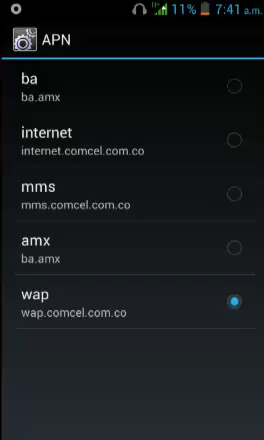 11% 7:41 a.m.
APN
ba
ba.amx
internet
internet.comcel.com.co
mms
mms.comcel.com.co
amx
ba.amx
wap
wap.comcel.com.co